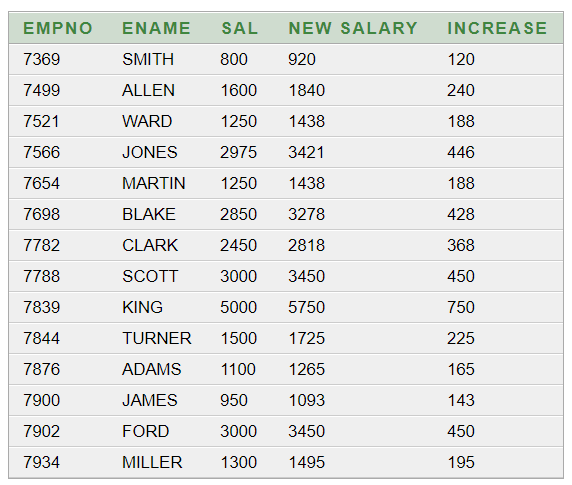 EMPNO ENAME SAL NEW SALARY INCREASE
7369 SMITH 800 920 120
7499 ALLEN 1600 1840 240
7521 WARD 1250 1438 188
7566 JONES 2975 3421 446
7654 MARTIN 1250 1438 188
7698 BLAKE 2850 3278 428
7782 CLARK 2450 2818 368
7788 SCOTT 3000 3450 450
7839 KING 5000 5750 750
7844 TURNER 1500 1725 225
7876 ADAMS 1100 1265 165
7900 JAMES 950 1093 143
7902 FORD 3000 3450 450
7934 MILLER 1300 1495 195